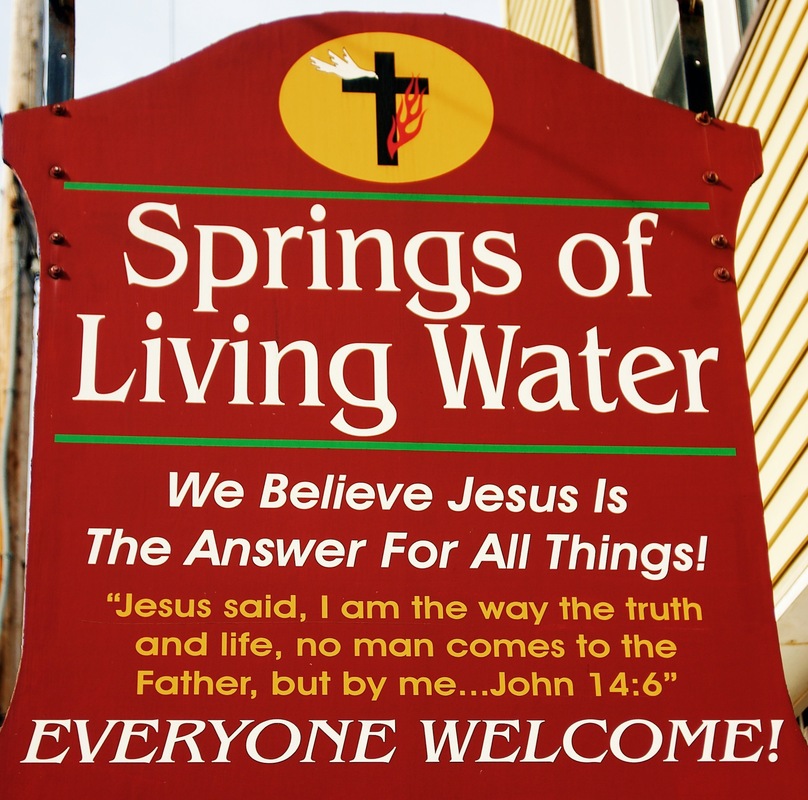 Springs of
Living Water
We Believe Jesus Is
The Answer For All Things!
“Jesus said, I am the way the truth
and life, no man comes to the
Father, but by me...John 14:6”
EVERYONE WELCOME!